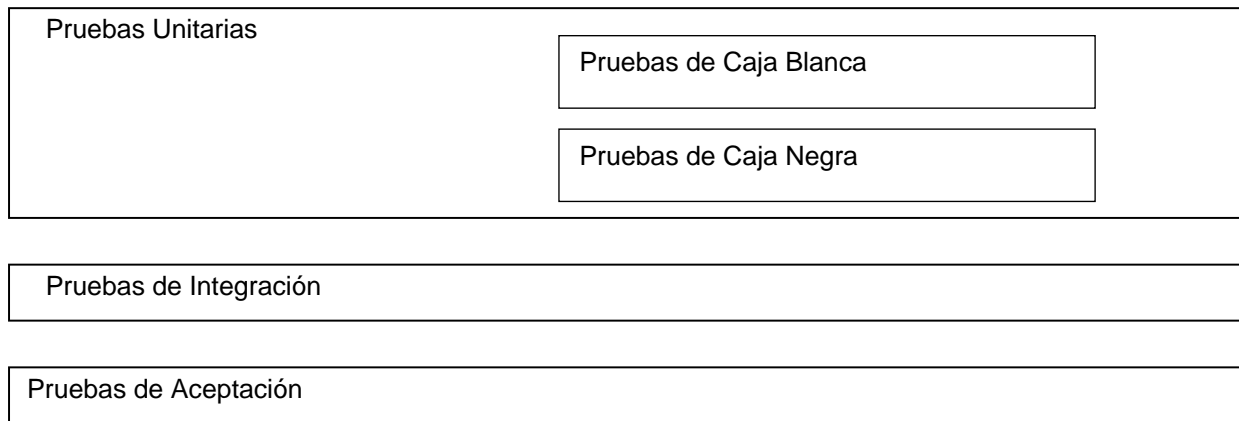 Pruebas Unitarias
Pruebas de Caja Blanca
Pruebas de Caja Negra
Pruebas de Integración
Pruebas de Aceptación